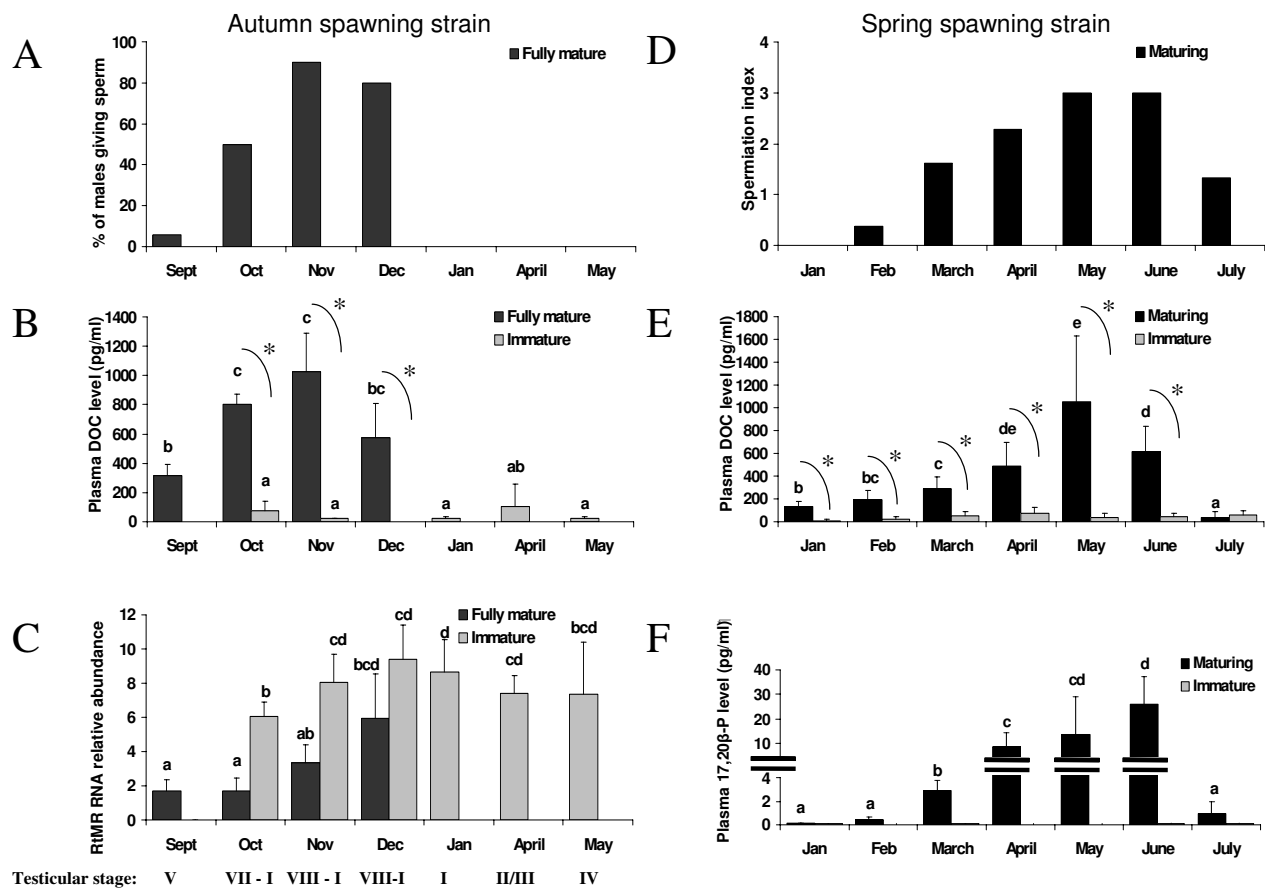 Autumn spawning strain
A
% of males giving sperm
100
80
60
40
20
0
Fully mature
Sept Oct Nov Dec Jan April May
B
Plasma DOC level (pg/ml)
1400
1200
1000
800
600
400
200
0
Fully mature
Immature
b c * a c * a bc * a ab a
Sept Oct Nov Dec Jan April May
C
RtMR RNA relative abundance
12
10
8
6
4
2
0
Fully mature
Immature
a a b ab cd bcd cd d cd bcd
Sept Oct Nov Dec Jan April May
Testicular stage: V VII - I VIII - I VIII-I I II/III IV
Spring spawning strain
D
Spermiation index
4
3
2
1
0
Maturing
Jan Feb March April May June July
E
Plasma DOC level (pg/ml)
1800
1600
1400
1200
1000
800
600
400
200
0
Maturing
Immature
b * bc * c * de * e * d * a
Jan Feb March April May June July
F
Plasma 17,20β-P level (pg/ml)
40
30
20
10
4
2
0
Maturing
Immature
a a b c cd d a
Jan Feb March April May June July